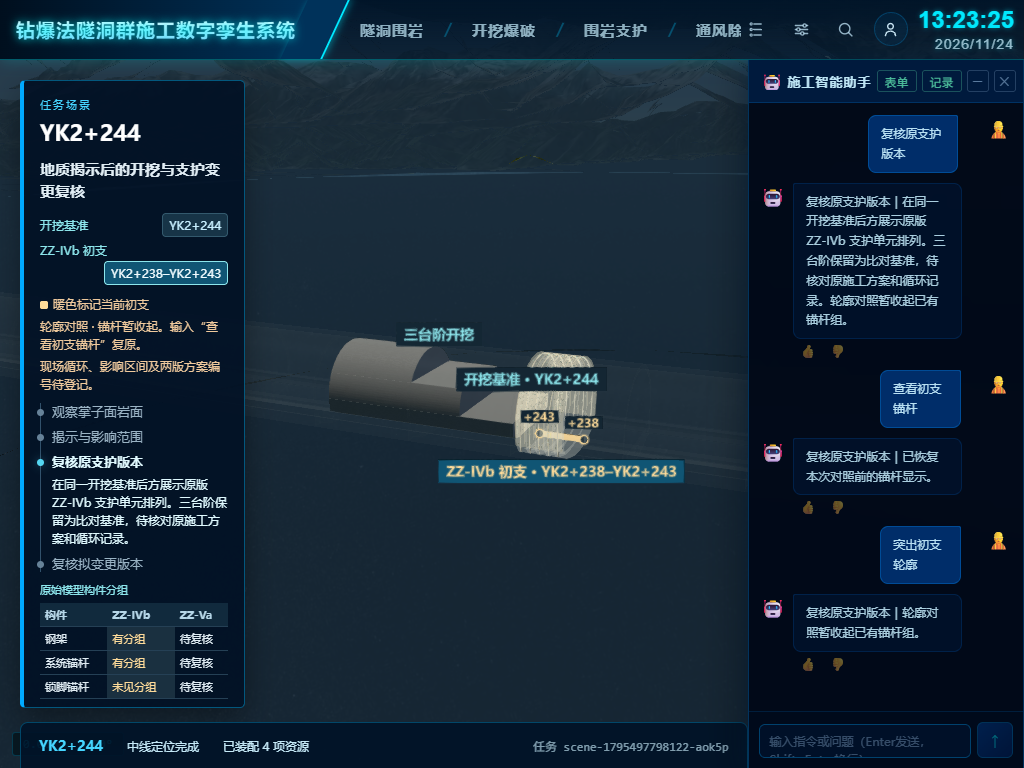 钻爆法隧洞群施工数字孪生系统
隧洞围岩 / 开挖爆破 / 围岩支护 / 通风除
13:23:25
2026/11/24
任务场景
YK2+244
地质揭示后的开挖与支护变
更复核
开挖基准 YK2+244
ZZ-IVb 初支
YK2+238—YK2+243
暖色标记当前初支
轮廓对照 · 锚杆暂收起。输入“查
看初支锚杆”复原。
现场循环、影响区间及两版方案编
号待登记。
观察掌子面岩面
揭示与影响范围
复核原支护版本
在同一开挖基准后方展示原版
ZZ-IVb 支护单元排列。三台阶保
留为比对基准，待核对原施工方
案和循环记录。
复核拟变更版本
原始模型构件分组
构件 ZZ-IVb ZZ-Va
钢架 有分组 待复核
系统锚杆 有分组 待复核
锁脚锚杆 未见分组 待复核
三台阶开挖
开挖基准 • YK2+244
+243
+238
ZZ-IVb 初支 • YK2+238—YK2+243
YK2+244 中线定位完成 已装配 4 项资源 任务 scene-1795497798122-aok5p
施工智能助手 表单 记录
复核原支护
版本
复核原支护版本 | 在同一
开挖基准后方展示原版
ZZ-IVb 支护单元排列。三
台阶保留为比对基准，待
核对原施工方案和循环记
录。轮廓对照暂收起已有
锚杆组。
查看初支
锚杆
复核原支护版本 | 已恢复
本次对照前的锚杆显示。
突出初支
轮廓
复核原支护版本 | 轮廓对
照暂收起已有锚杆组。
输入指令或问题（Enter发送，